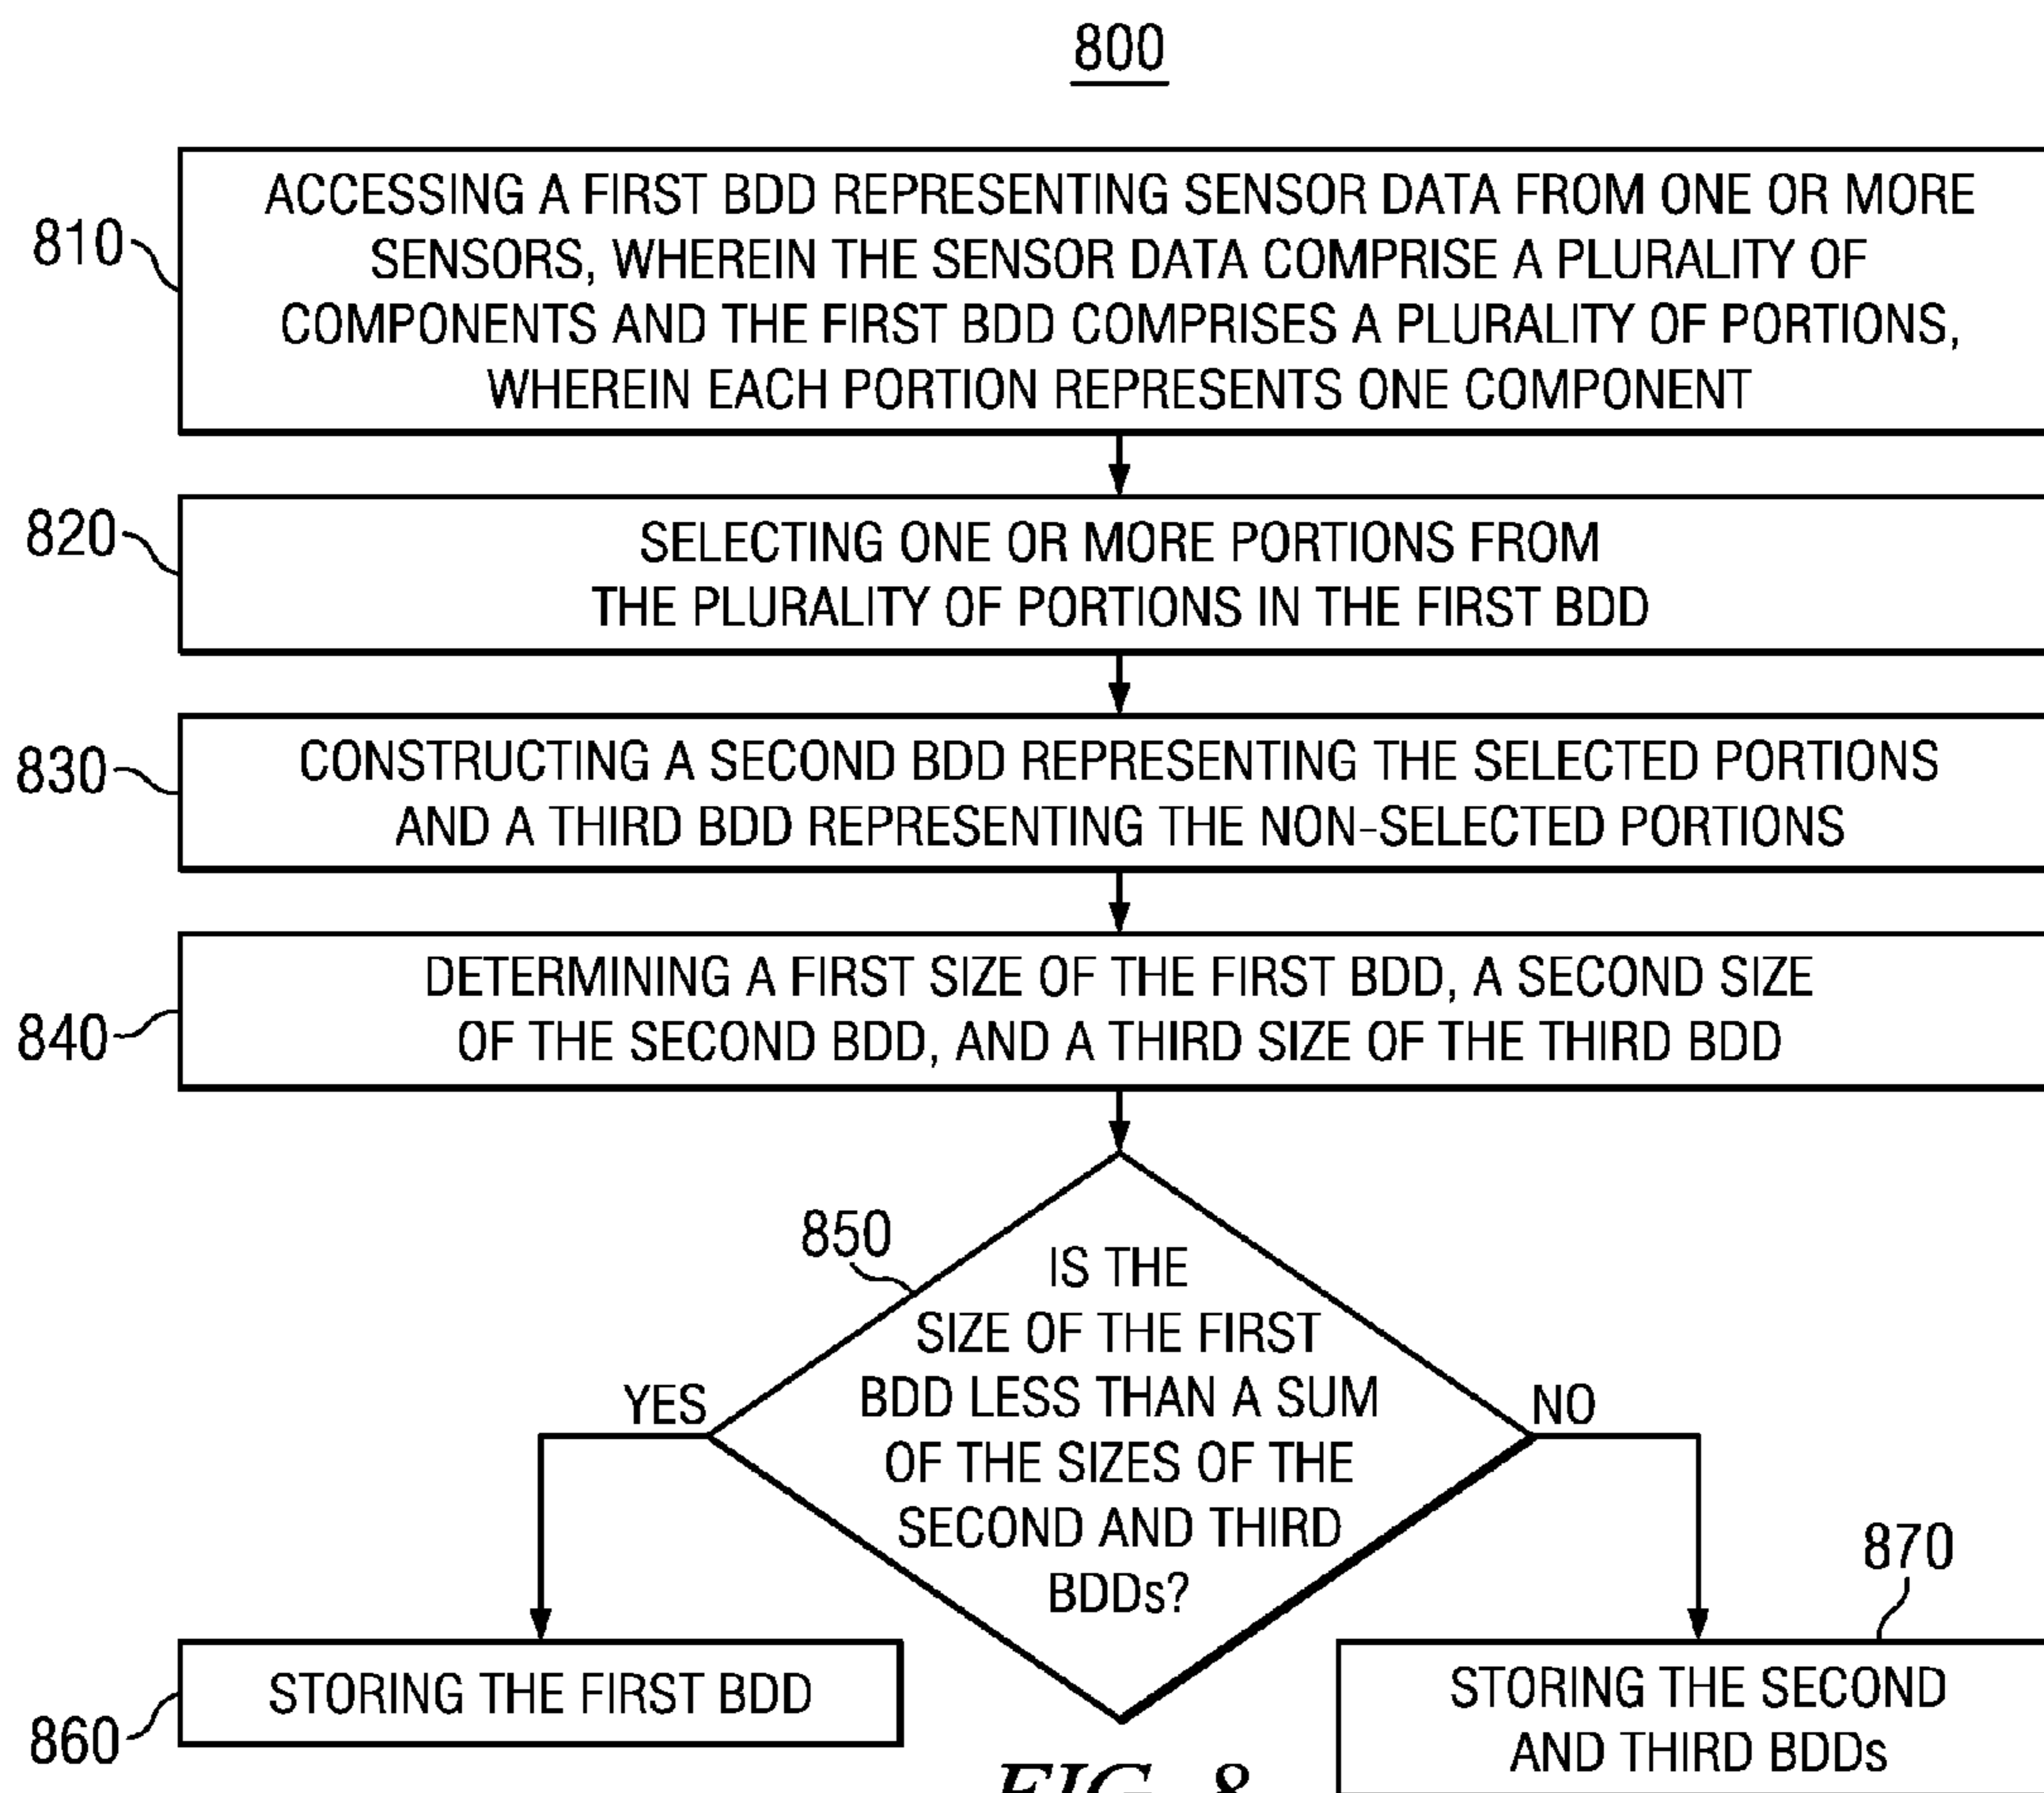 800
810
ACCESSING A FIRST BDD REPRESENTING SENSOR DATA FROM ONE OR MORE
SENSORS, WHEREIN THE SENSOR DATA COMPRISE A PLURALITY OF
COMPONENTS AND THE FIRST BDD COMPRISES A PLURALITY OF PORTIONS,
WHEREIN EACH PORTION REPRESENTS ONE COMPONENT
820
SELECTING ONE OR MORE PORTIONS FROM
THE PLURALITY OF PORTIONS IN THE FIRST BDD
830
CONSTRUCTING A SECOND BDD REPRESENTING THE SELECTED PORTIONS
AND A THIRD BDD REPRESENTING THE NON-SELECTED PORTIONS
840
DETERMINING A FIRST SIZE OF THE FIRST BDD, A SECOND SIZE
OF THE SECOND BDD, AND A THIRD SIZE OF THE THIRD BDD
850
IS THE
SIZE OF THE FIRST
BDD LESS THAN A SUM
OF THE SIZES OF THE
SECOND AND THIRD
BDDs?
YES
NO
860
STORING THE FIRST BDD
870
STORING THE SECOND
AND THIRD BDDs
FIG. 8